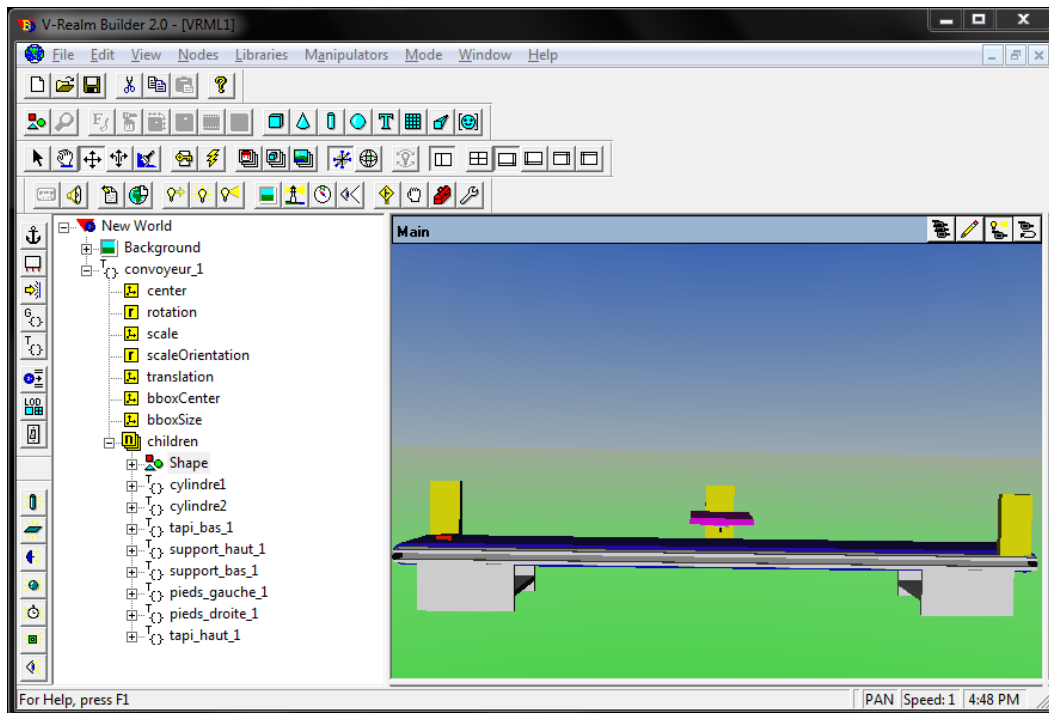 V-Realm Builder 2.0 - [VRML1]
File Edit View Nodes Libraries Manipulators Mode Window Help
New World
Main
Background
convoyeur_1
center
rotation
scale
scaleOrientation
translation
bboxCenter
bboxSize
children
Shape
cylindre1
cylindre2
tapi_bas_1
support_haut_1
support_bas_1
pieds_gauche_1
pieds_droite_1
tapi_haut_1
For Help, press F1 PAN Speed: 1 4:48 PM